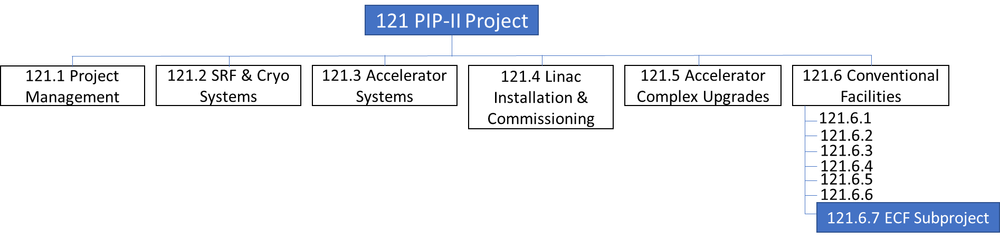 121 PIP-II Project
121.1 Project
Management
121.2 SRF & Cryo
Systems
121.3 Accelerator
Systems
121.4 Linac
Installation &
Commissioning
121.5 Accelerator
Complex Upgrades
121.6 Conventional
Facilities
121.6.1
121.6.2
121.6.3
121.6.4
121.6.5
121.6.6
121.6.7 ECF Subproject